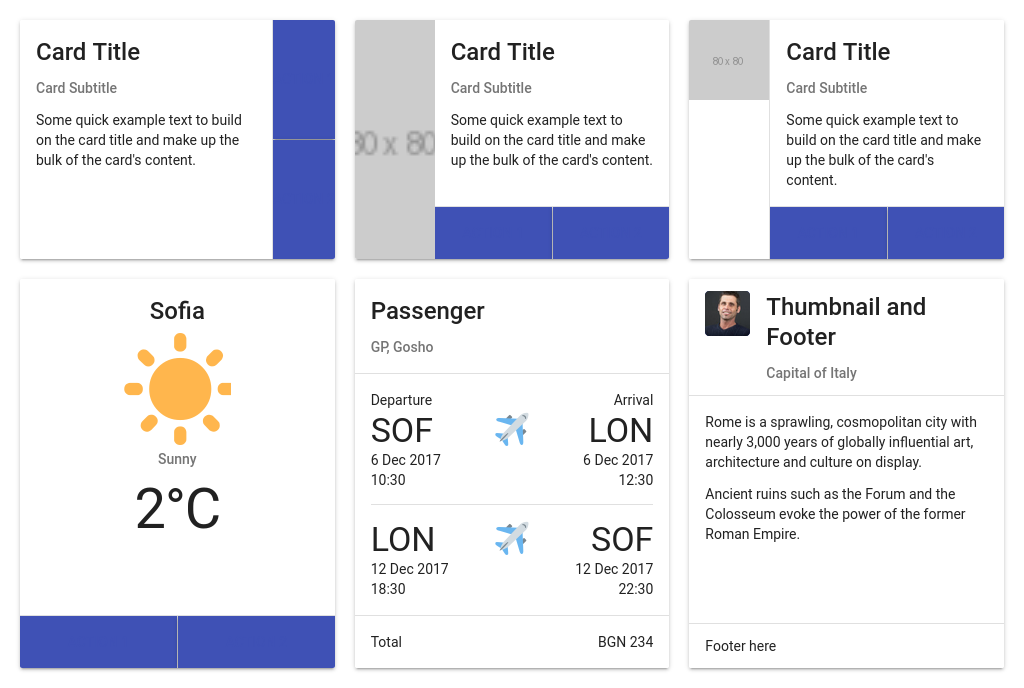 Card Title
Card Subtitle
Some quick example text to build
on the card title and make up the
bulk of the card's content.
80 x 80
Card Title
Card Subtitle
Some quick example text to
build on the card title and make
up the bulk of the card's content.
80 x 80
Card Title
Card Subtitle
Some quick example text to
build on the card title and make
up the bulk of the card's
content.
Sofia
Sunny
2°C
Passenger
GP, Gosho
Departure Arrival
SOF LON
6 Dec 2017 6 Dec 2017
10:30 12:30
LON SOF
12 Dec 2017 12 Dec 2017
18:30 22:30
Total BGN 234
Thumbnail and
Footer
Capital of Italy
Rome is a sprawling, cosmopolitan city with
nearly 3,000 years of globally influential art,
architecture and culture on display.
Ancient ruins such as the Forum and the
Colosseum evoke the power of the former
Roman Empire.
Footer here